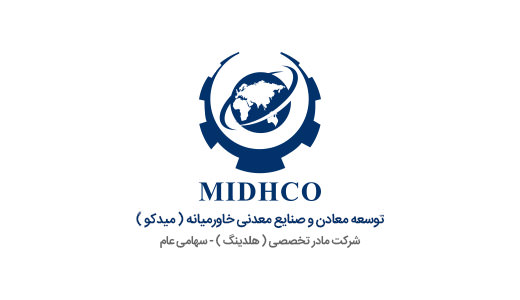 MIDHCO
توسعه معادن و صنایع معدنی خاورمیانه ( میدکو )
شرکت مادر تخصصی ( هلدینگ ) - سهامی عام